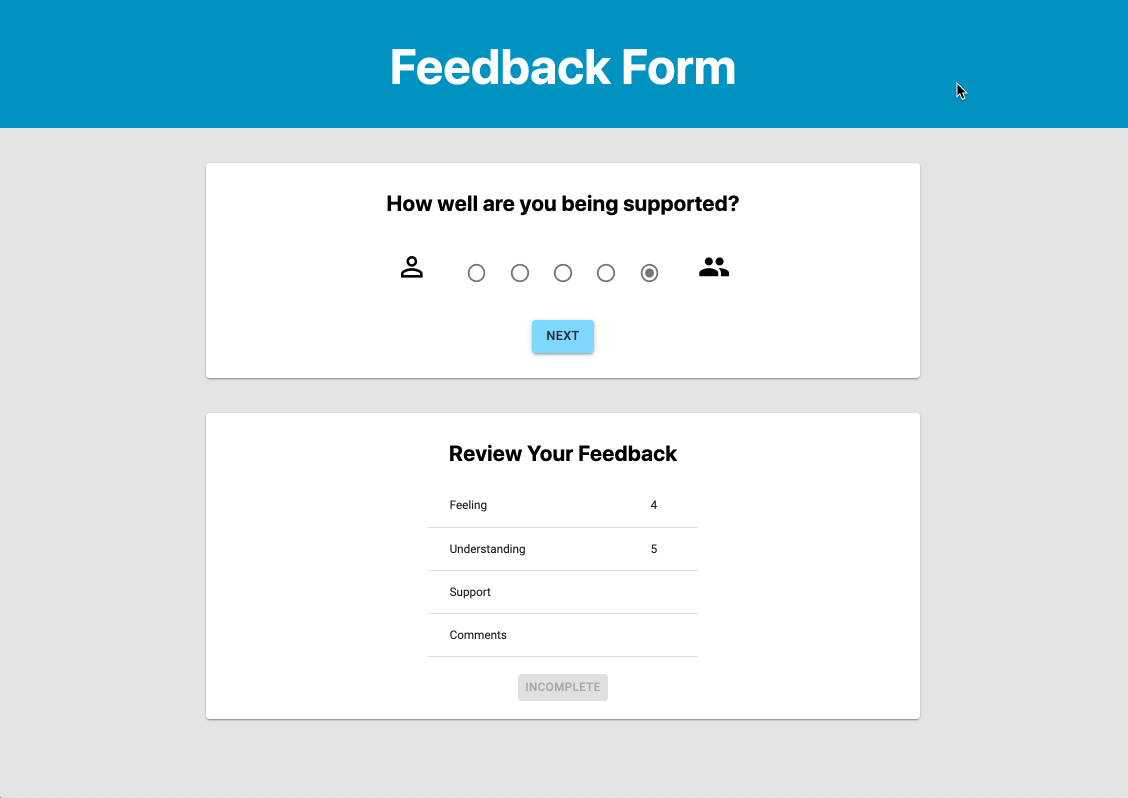 Feedback Form
How well are you being supported?
NEXT
Review Your Feedback
Feeling 4
Understanding 5
Support
Comments
INCOMPLETE